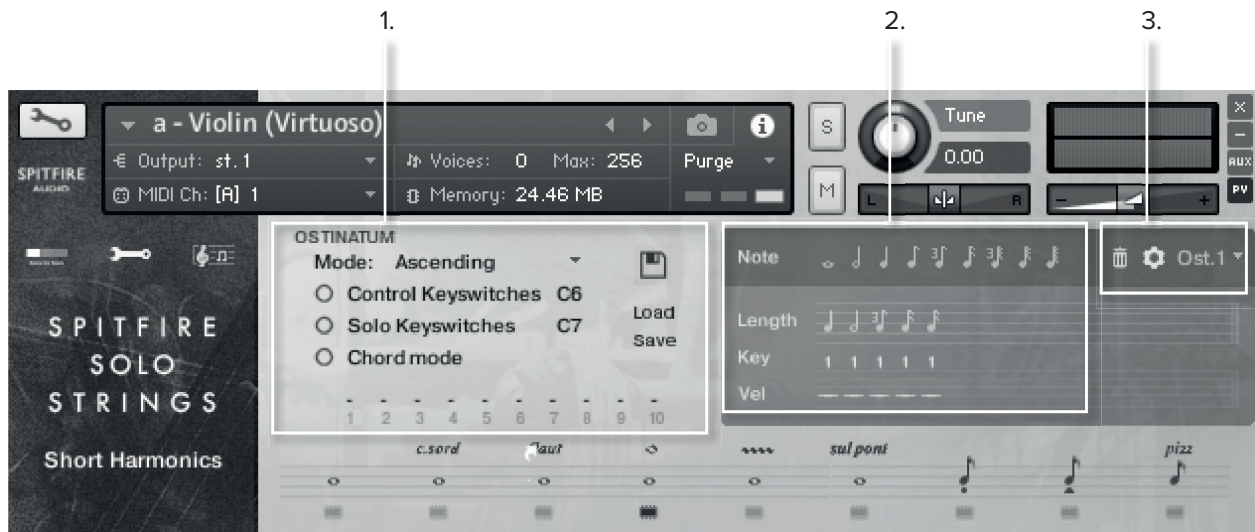 1. 2. 3.
a - Violin (Virtuoso)
Output: st. 1
Voices: 0 Max: 256
Purge
MIDI Ch: [A] 1
Memory: 24.46 MB
S
M
Tune
0.00
L R
- +
X
AUX
PV
SPITFIRE
AUDIO
SPITFIRE
SOLO
STRINGS
Short Harmonics
OSTINATUM
Mode: Ascending
Control Keyswitches C6
Solo Keyswitches C7
Chord mode
Load
Save
1 2 3 4 5 6 7 8 9 10
Note
3 3
Length
3
Key 1 1 1 1 1
Vel
Ost.1
c.sord flaut sul pont pizz